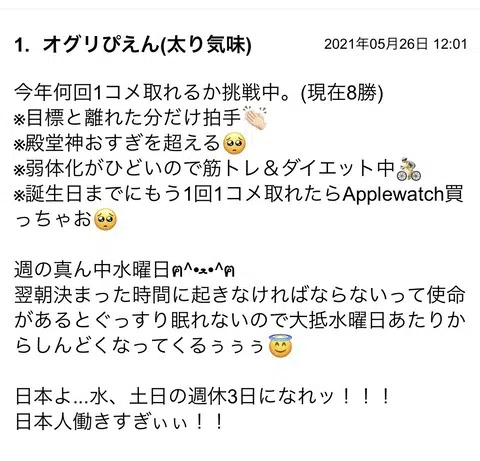 1. オグリぴえん(太り気味) 2021年05月26日 12:01
今年何回1コメ取れるか挑戦中。(現在8勝)
※目標と離れた分だけ拍手👏🏻
※殿堂神おすぎを超える🥺
※弱体化がひどいので筋トレ＆ダイエット中🚴
※誕生日までにもう1回1コメ取れたらApplewatch買
っちゃお🥺
週の真ん中水曜日ฅ^•ﻌ•^ฅ
翌朝決まった時間に起きなければならないって使命
があるとぐっすり眠れないので大抵水曜日あたりか
らしんどくなってくるぅぅぅ😇
日本よ...水、土日の週休3日になれッ！！！
日本人働きすぎぃぃ！！